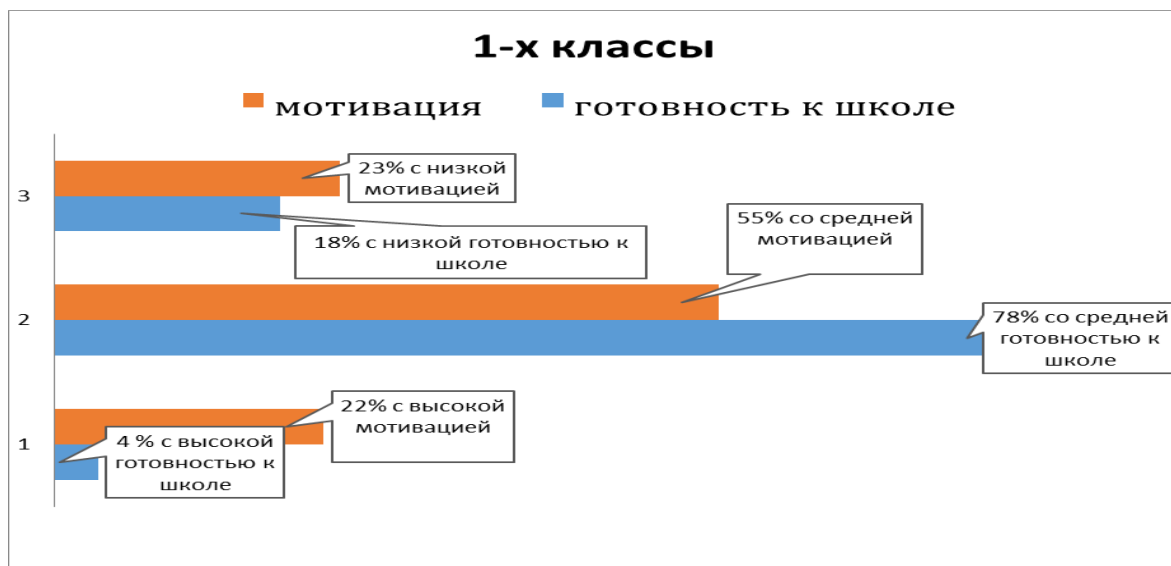 1-х классы
мотивация готовность к школе
3
23% с низкой
мотивацией
18% с низкой готовностью к
школе
55% со средней
мотивацией
2
78% со средней
готовностью к
школе
22% с высокой
мотивацией
1
4 % с высокой
готовностью к
школе